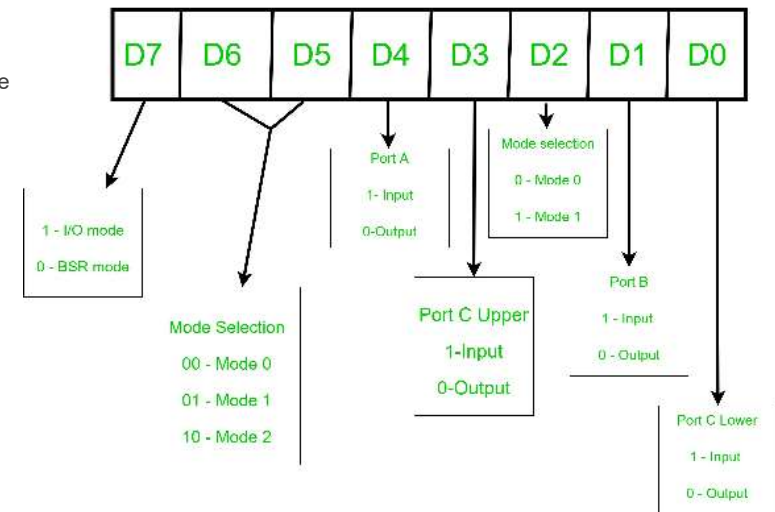 D7 D6 D5 D4 D3 D2 D1 D0
e
1 - I/O mode
0 - BSR mode
Mode Selection
00 - Mode 0
01 - Mode 1
10 - Mode 2
Port A
1- Input
0-Output
Port C Upper
1-Input
0-Output
Mode selection
0 - Mode 0
1 - Mode 1
Port B
1 - Input
0 - Output
Port C Lower
1 - Input
0 - Output